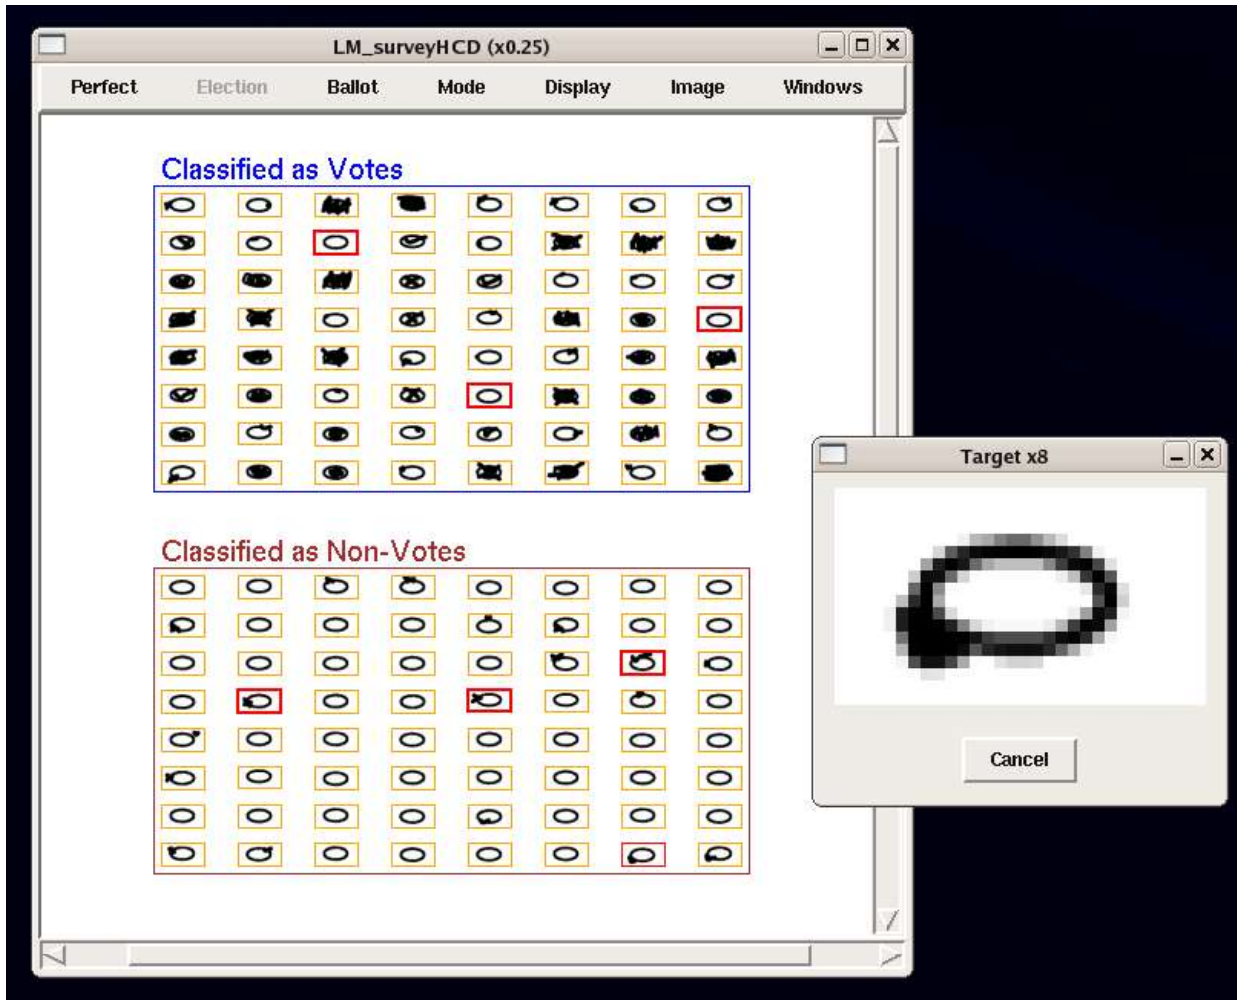 LM_surveyHCD (x0.25)
Perfect Election Ballot Mode Display Image Windows
Classified as Votes
Classified as Non-Votes
Target x8
Cancel